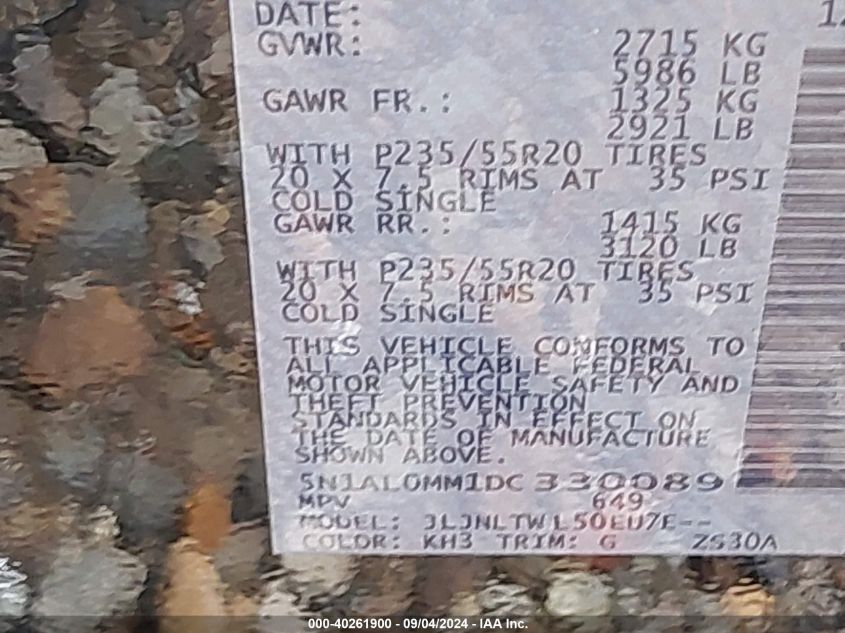 DATE: 12
GVWR: 2715 KG
5986 LB
GAWR FR.: 1325 KG
2921 LB
WITH P235/55R20 TIRES
20 X 7.5 RIMS AT 35 PSI
COLD SINGLE
GAWR RR.: 1415 KG
3120 LB
WITH P235/55R20 TIRES
20 X 7.5 RIMS AT 35 PSI
COLD SINGLE
THIS VEHICLE CONFORMS TO
ALL APPLICABLE FEDERAL
MOTOR VEHICLE SAFETY AND
THEFT PREVENTION
STANDARDS IN EFFECT ON
THE DATE OF MANUFACTURE
SHOWN ABOVE.
5N1AL0MM1DC 330089
MPV 649
MODEL: JLJNLTWL50EU7E--
COLOR: KH3 TRIM: G ZS30A
000-40261900 - 09/04/2024 - IAA Inc.